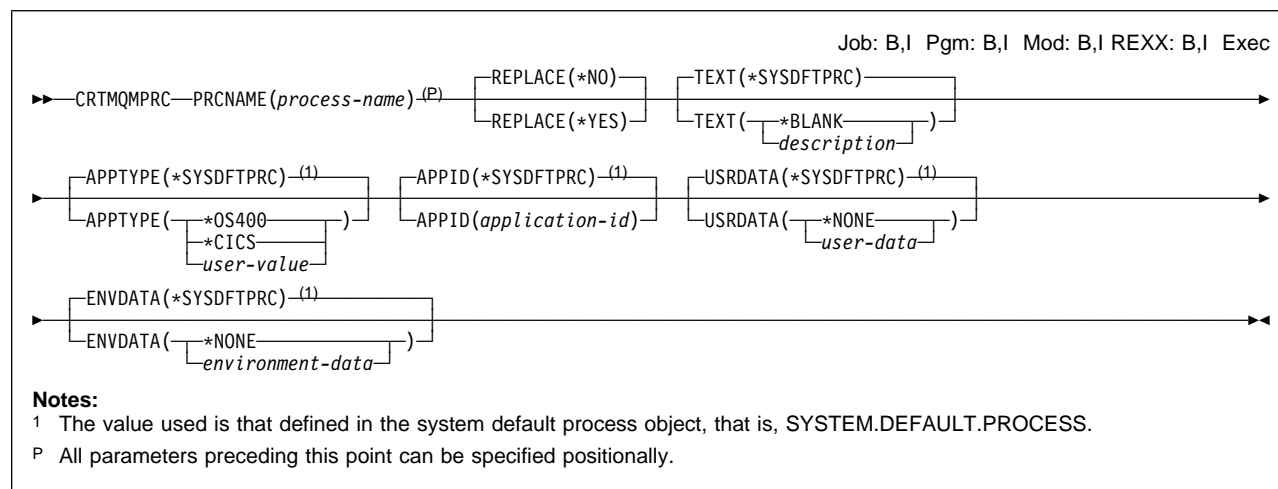 Job: B,I Pgm: B,I Mod: B,I REXX: B,I Exec
REPLACE(*NO) TEXT(*SYSDFTPRC)
CRTMQMPRC PRCNAME(process-name) (P)
REPLACE(*YES) TEXT( *BLANK )
description
APPTYPE(*SYSDFTPRC) (1) APPID(*SYSDFTPRC) (1) USRDATA(*SYSDFTPRC) (1)
APPTYPE( *OS400 ) APPID(application-id) USRDATA( *NONE )
*CICS user-data
user-value
ENVDATA(*SYSDFTPRC) (1)
ENVDATA( *NONE )
environment-data
Notes:
1 The value used is that defined in the system default process object, that is, SYSTEM.DEFAULT.PROCESS.
P All parameters preceding this point can be specified positionally.